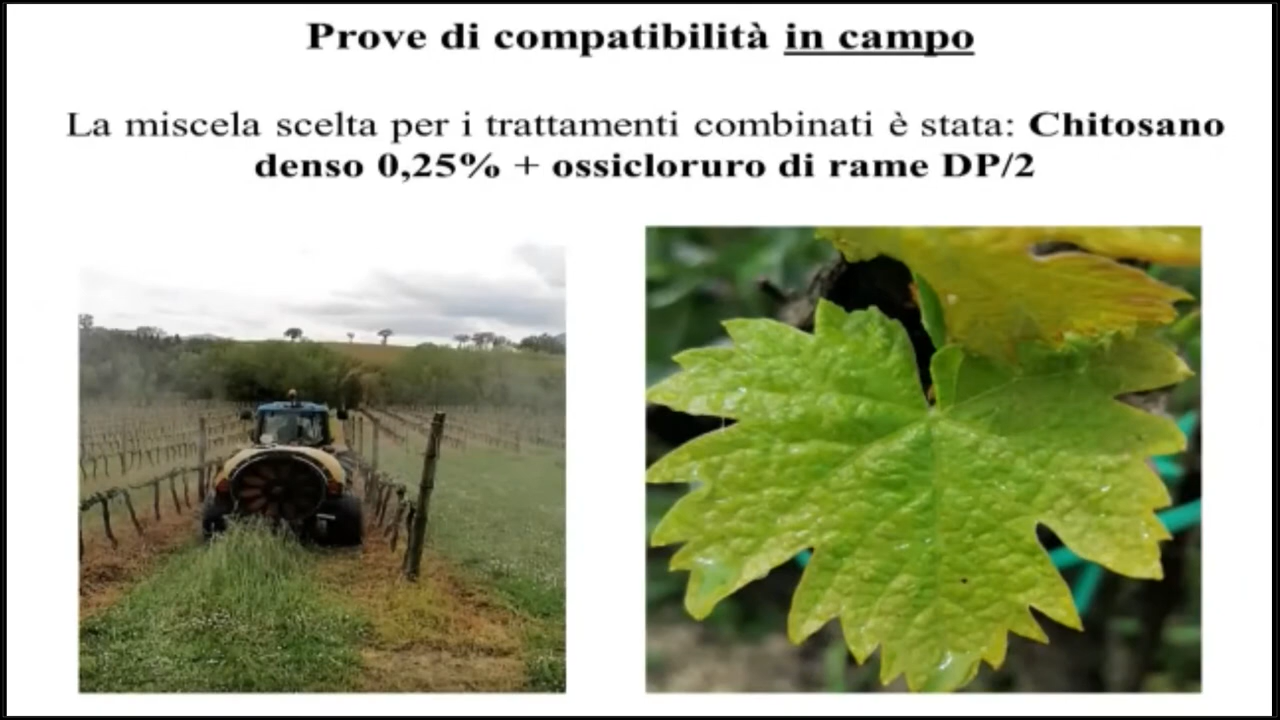 Prove di compatibilità in campo
La miscela scelta per i trattamenti combinati è stata: Chitosano
denso 0,25% + ossicloruro di rame DP/2